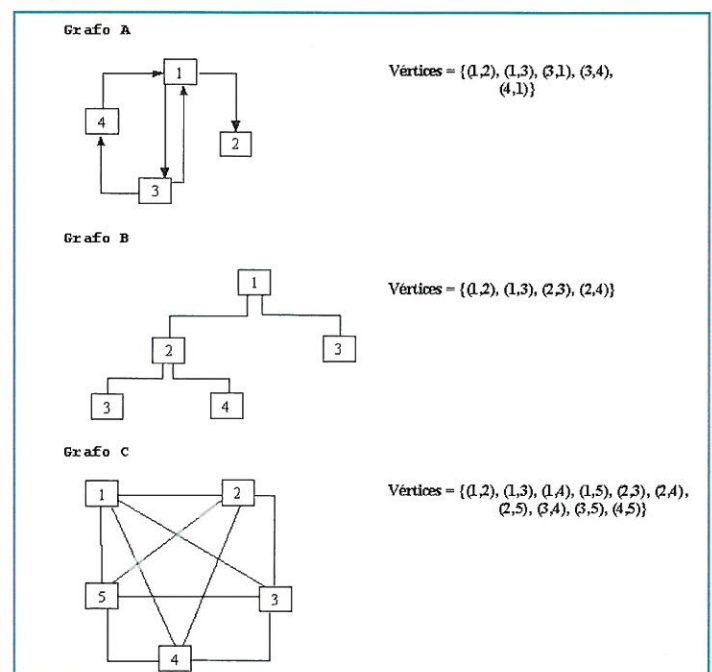 Grafo A
1
4
2
3
Vértices = {(1,2), (1,3), (3,1), (3,4),
(4,1)}
Grafo B
1
2
3
3
4
Vértices = {(1,2), (1,3), (2,3), (2,4)}
Grafo C
1
2
5
3
4
Vértices = {(1,2), (1,3), (1,4), (1,5), (2,3), (2,4),
(2,5), (3,4), (3,5), (4,5)}